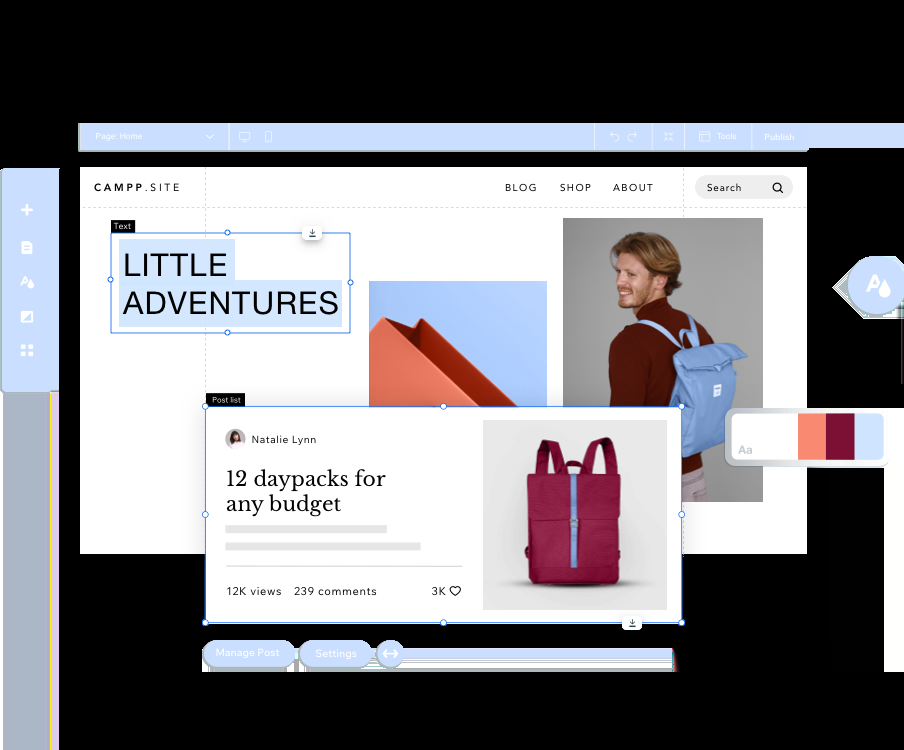 Page: Home
Tools
Publish
CAMPP.SITE
BLOG
SHOP
ABOUT
Search
Text
LITTLE
ADVENTURES
Post list
Natalie Lynn
12 daypacks for
any budget
12K views
239 comments
3K
Aa
Manage Post
Settings